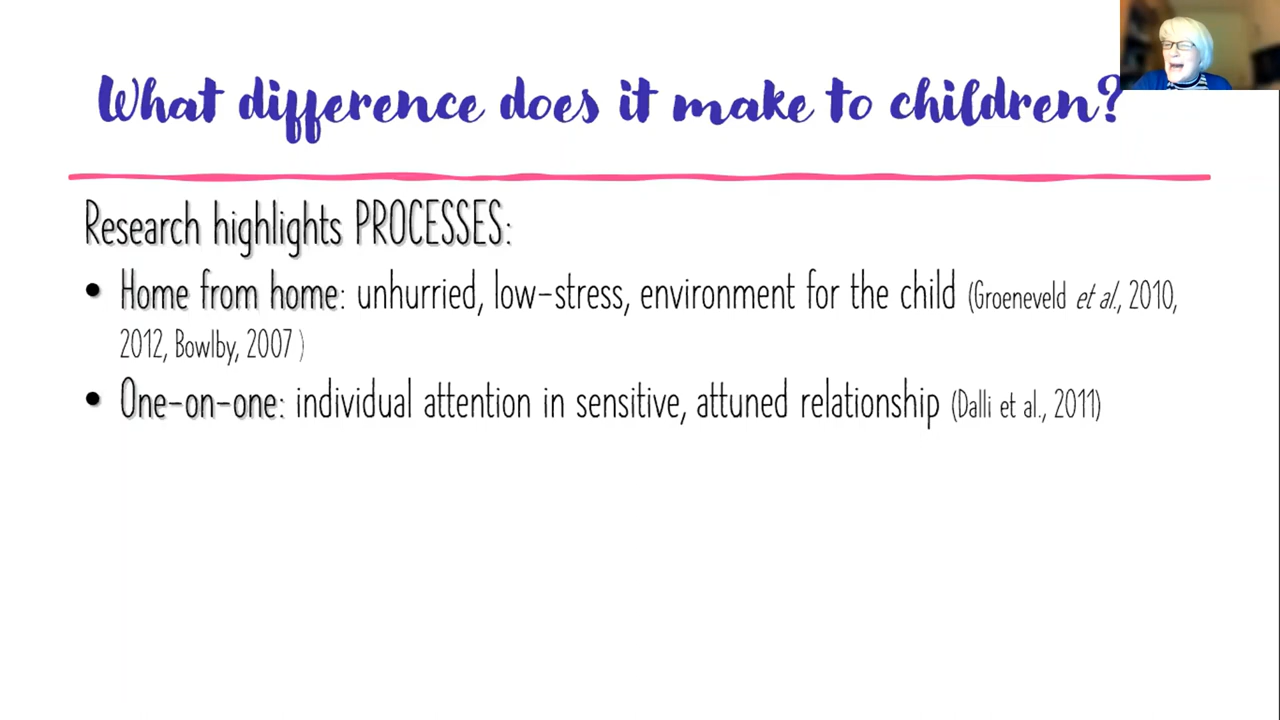 What difference does it make to children?
Research highlights PROCESSES:
• Home from home: unhurried, low-stress, environment for the child (Groeneveld et al., 2010,
2012, Bowlby, 2007 )
• One-on-one: individual attention in sensitive, attuned relationship (Dalli et al., 2011)